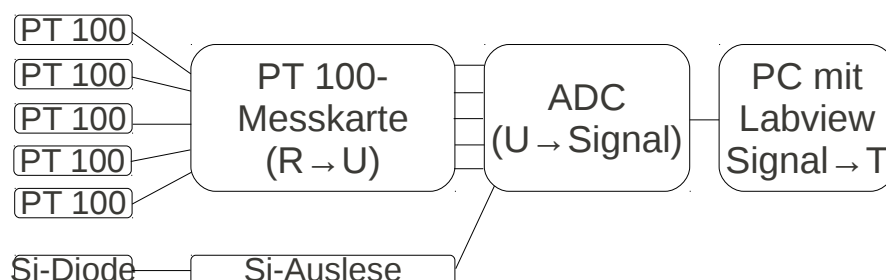 PT 100
PT 100
PT 100
PT 100
PT 100
PT 100-
Messkarte
(R→U)
ADC
(U→Signal)
PC mit
Labview
Signal→T
Si-Diode
Si-Auslese